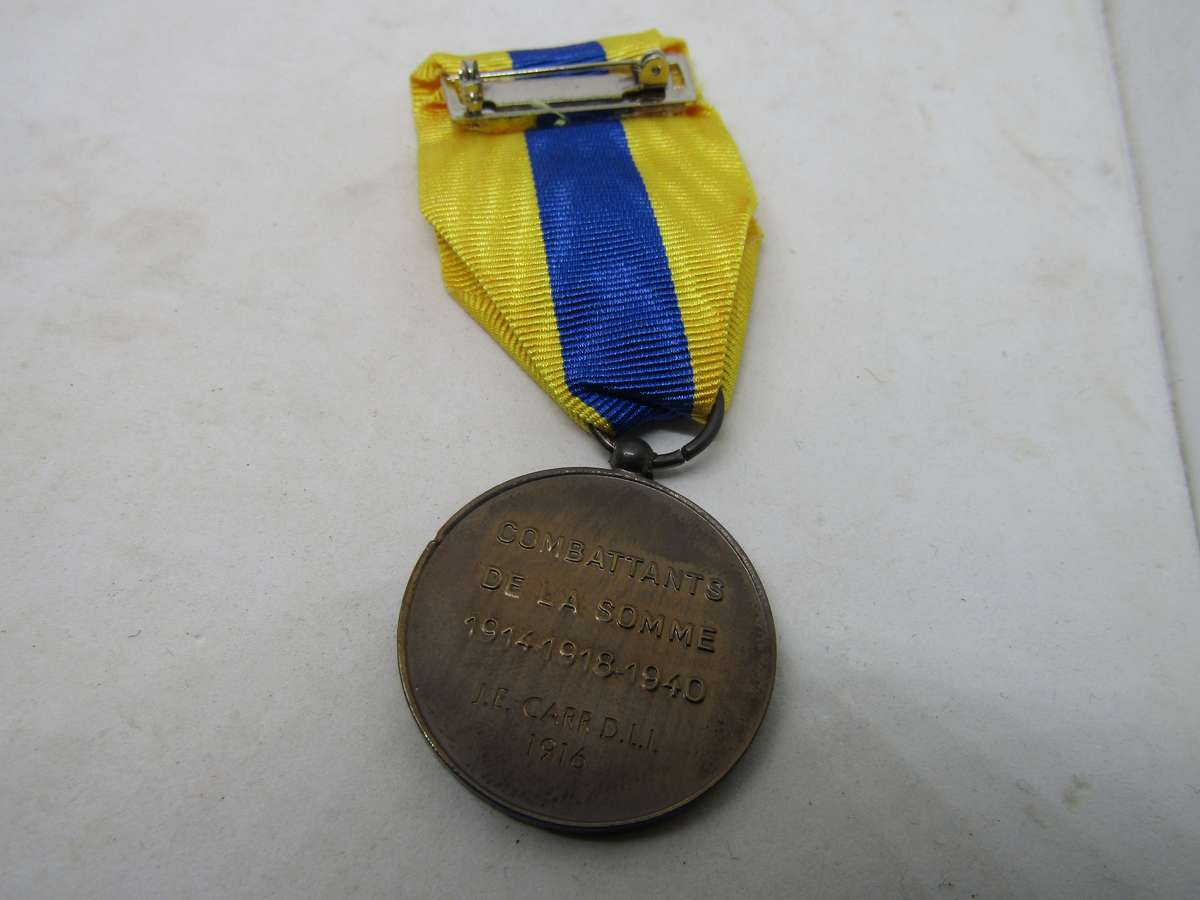 COMBATTANTS
DE LA SOMME
1914-1918-1940
J.E. CARR D.L.I.
1916